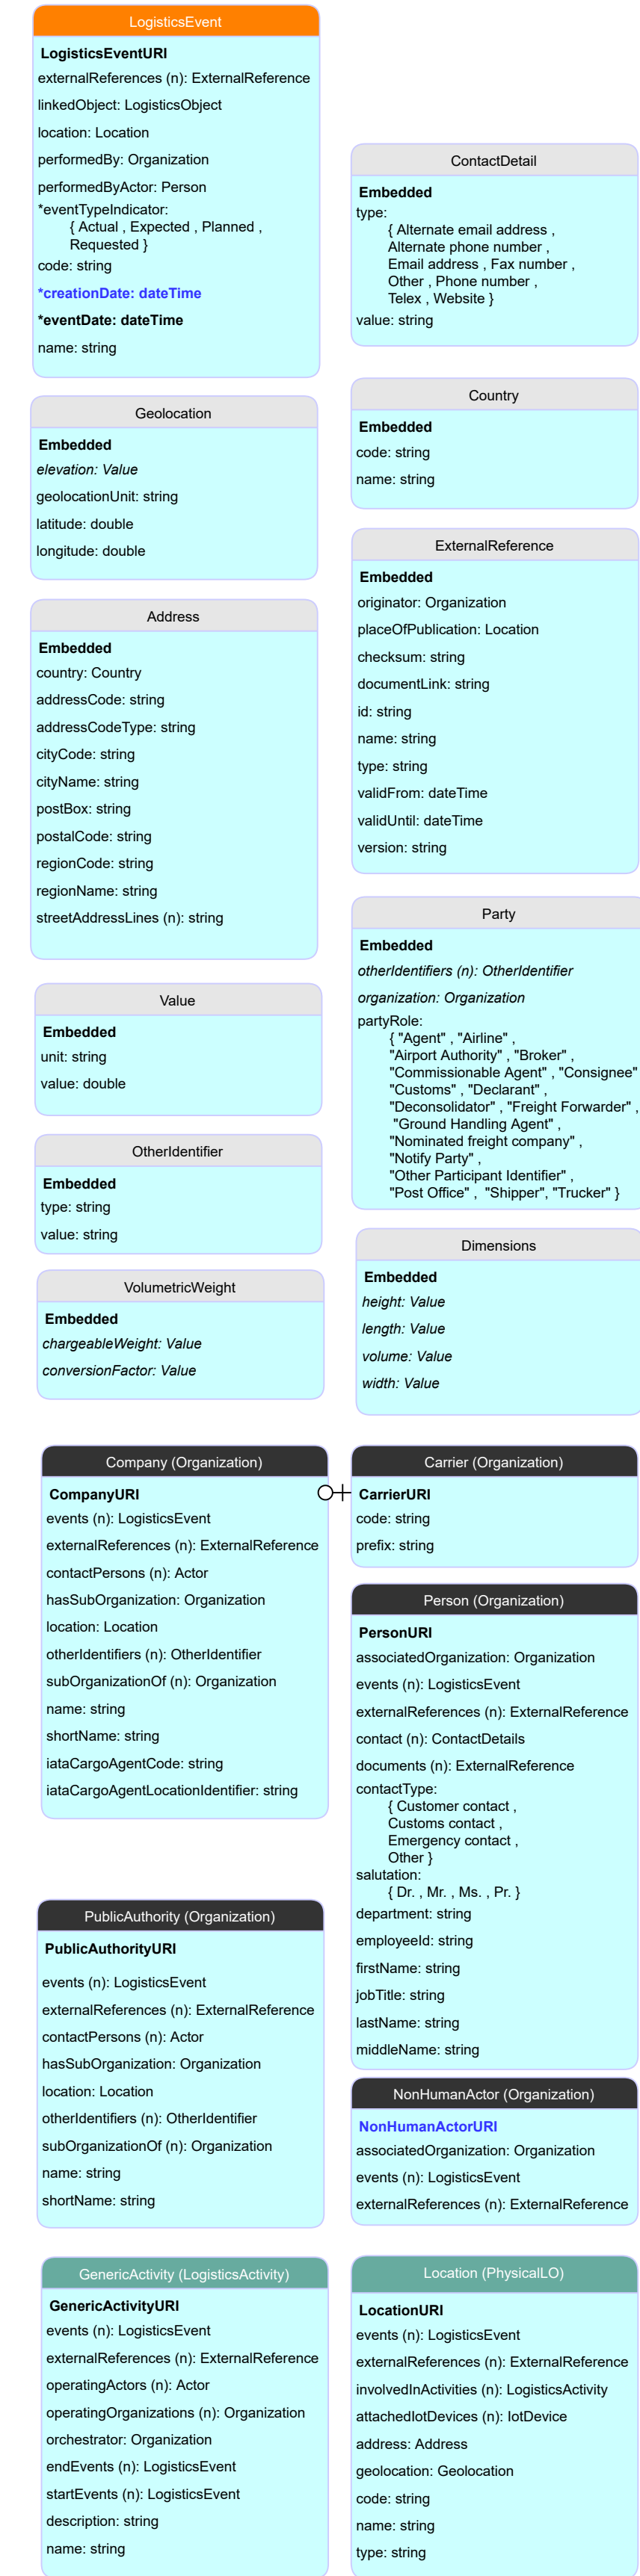 LogisticsEvent
LogisticsEventURI
externalReferences (n): ExternalReference
linkedObject: LogisticsObject
location: Location
performedBy: Organization
performedByActor: Person
*eventTypeIndicator:
{ Actual , Expected , Planned ,
Requested }
code: string
*creationDate: dateTime
*eventDate: dateTime
name: string
ContactDetail
Embedded
type:
{ Alternate email address ,
Alternate phone number ,
Email address , Fax number ,
Other , Phone number ,
Telex , Website }
value: string
Geolocation
Embedded
elevation: Value
geolocationUnit: string
latitude: double
longitude: double
Country
Embedded
code: string
name: string
Address
Embedded
country: Country
addressCode: string
addressCodeType: string
cityCode: string
cityName: string
postBox: string
postalCode: string
regionCode: string
regionName: string
streetAddressLines (n): string
ExternalReference
Embedded
originator: Organization
placeOfPublication: Location
checksum: string
documentLink: string
id: string
name: string
type: string
validFrom: dateTime
validUntil: dateTime
version: string
Value
Embedded
unit: string
value: double
Party
Embedded
otherIdentifiers (n): OtherIdentifier
organization: Organization
partyRole:
{ "Agent" , "Airline" ,
"Airport Authority" , "Broker" ,
"Commissionable Agent" , "Consignee"
"Customs" , "Declarant" ,
"Deconsolidator" , "Freight Forwarder" ,
"Ground Handling Agent" ,
"Nominated freight company" ,
"Notify Party" ,
"Other Participant Identifier" ,
"Post Office" , "Shipper", "Trucker" }
OtherIdentifier
Embedded
type: string
value: string
VolumetricWeight
Embedded
chargeableWeight: Value
conversionFactor: Value
Dimensions
Embedded
height: Value
length: Value
volume: Value
width: Value
Company (Organization)
CompanyURI
events (n): LogisticsEvent
externalReferences (n): ExternalReference
contactPersons (n): Actor
hasSubOrganization: Organization
location: Location
otherIdentifiers (n): OtherIdentifier
subOrganizationOf (n): Organization
name: string
shortName: string
iataCargoAgentCode: string
iataCargoAgentLocationIdentifier: string
Carrier (Organization)
CarrierURI
code: string
prefix: string
Person (Organization)
PersonURI
associatedOrganization: Organization
events (n): LogisticsEvent
externalReferences (n): ExternalReference
contact (n): ContactDetails
documents (n): ExternalReference
contactType:
{ Customer contact ,
Customs contact ,
Emergency contact ,
Other }
salutation:
{ Dr. , Mr. , Ms. , Pr. }
department: string
employeeId: string
firstName: string
jobTitle: string
lastName: string
middleName: string
PublicAuthority (Organization)
PublicAuthorityURI
events (n): LogisticsEvent
externalReferences (n): ExternalReference
contactPersons (n): Actor
hasSubOrganization: Organization
location: Location
otherIdentifiers (n): OtherIdentifier
subOrganizationOf (n): Organization
name: string
shortName: string
NonHumanActor (Organization)
NonHumanActorURI
associatedOrganization: Organization
events (n): LogisticsEvent
externalReferences (n): ExternalReference
GenericActivity (LogisticsActivity)
GenericActivityURI
events (n): LogisticsEvent
externalReferences (n): ExternalReference
operatingActors (n): Actor
operatingOrganizations (n): Organization
orchestrator: Organization
endEvents (n): LogisticsEvent
startEvents (n): LogisticsEvent
description: string
name: string
Location (PhysicalLO)
LocationURI
events (n): LogisticsEvent
externalReferences (n): ExternalReference
involvedInActivities (n): LogisticsActivity
attachedIotDevices (n): IotDevice
address: Address
geolocation: Geolocation
code: string
name: string
type: string